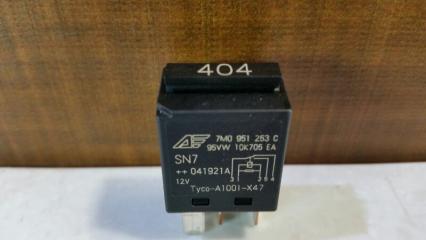 404
7M0 951 253 C
95VW 10K705 EA
SN7
++ 041921A
12V
Tyco-A1001-X47